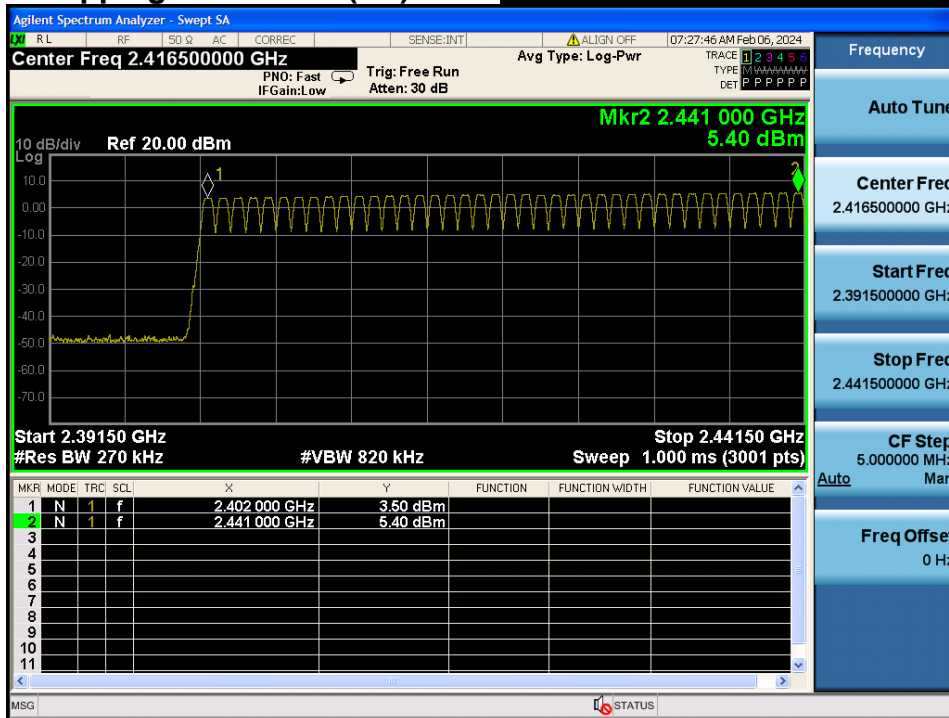 Agilent Spectrum Analyzer - Swept SA
LXI RL RF 50 Ω AC CORREC SENSE:INT ALIGN OFF 07:27:46 AM Feb 06, 2024
Center Freq 2.416500000 GHz
PNO: Fast
IFGain:Low
Trig: Free Run
Atten: 30 dB
Avg Type: Log-Pwr
TRACE 1 2 3 4 5 6
TYPE M W W W W W
DET P P P P P P
Mkr2 2.441 000 GHz
5.40 dBm
10 dB/div Ref 20.00 dBm
Log
1
2
10.0
0.00
-10.0
-20.0
-30.0
-40.0
-50.0
-60.0
-70.0
Start 2.39150 GHz Stop 2.44150 GHz
#Res BW 270 kHz #VBW 820 kHz Sweep 1.000 ms (3001 pts)
MKR MODE TRC SCL X Y FUNCTION FUNCTION WIDTH FUNCTION VALUE
1 N 1 f 2.402 000 GHz 3.50 dBm
2 N 1 f 2.441 000 GHz 5.40 dBm
3
4
5
6
7
8
9
10
11
MSG STATUS
Frequency
Auto Tune
Center Freq
2.416500000 GHz
Start Freq
2.391500000 GHz
Stop Freq
2.441500000 GHz
CF Step
5.000000 MHz
Auto Man
Freq Offset
0 Hz